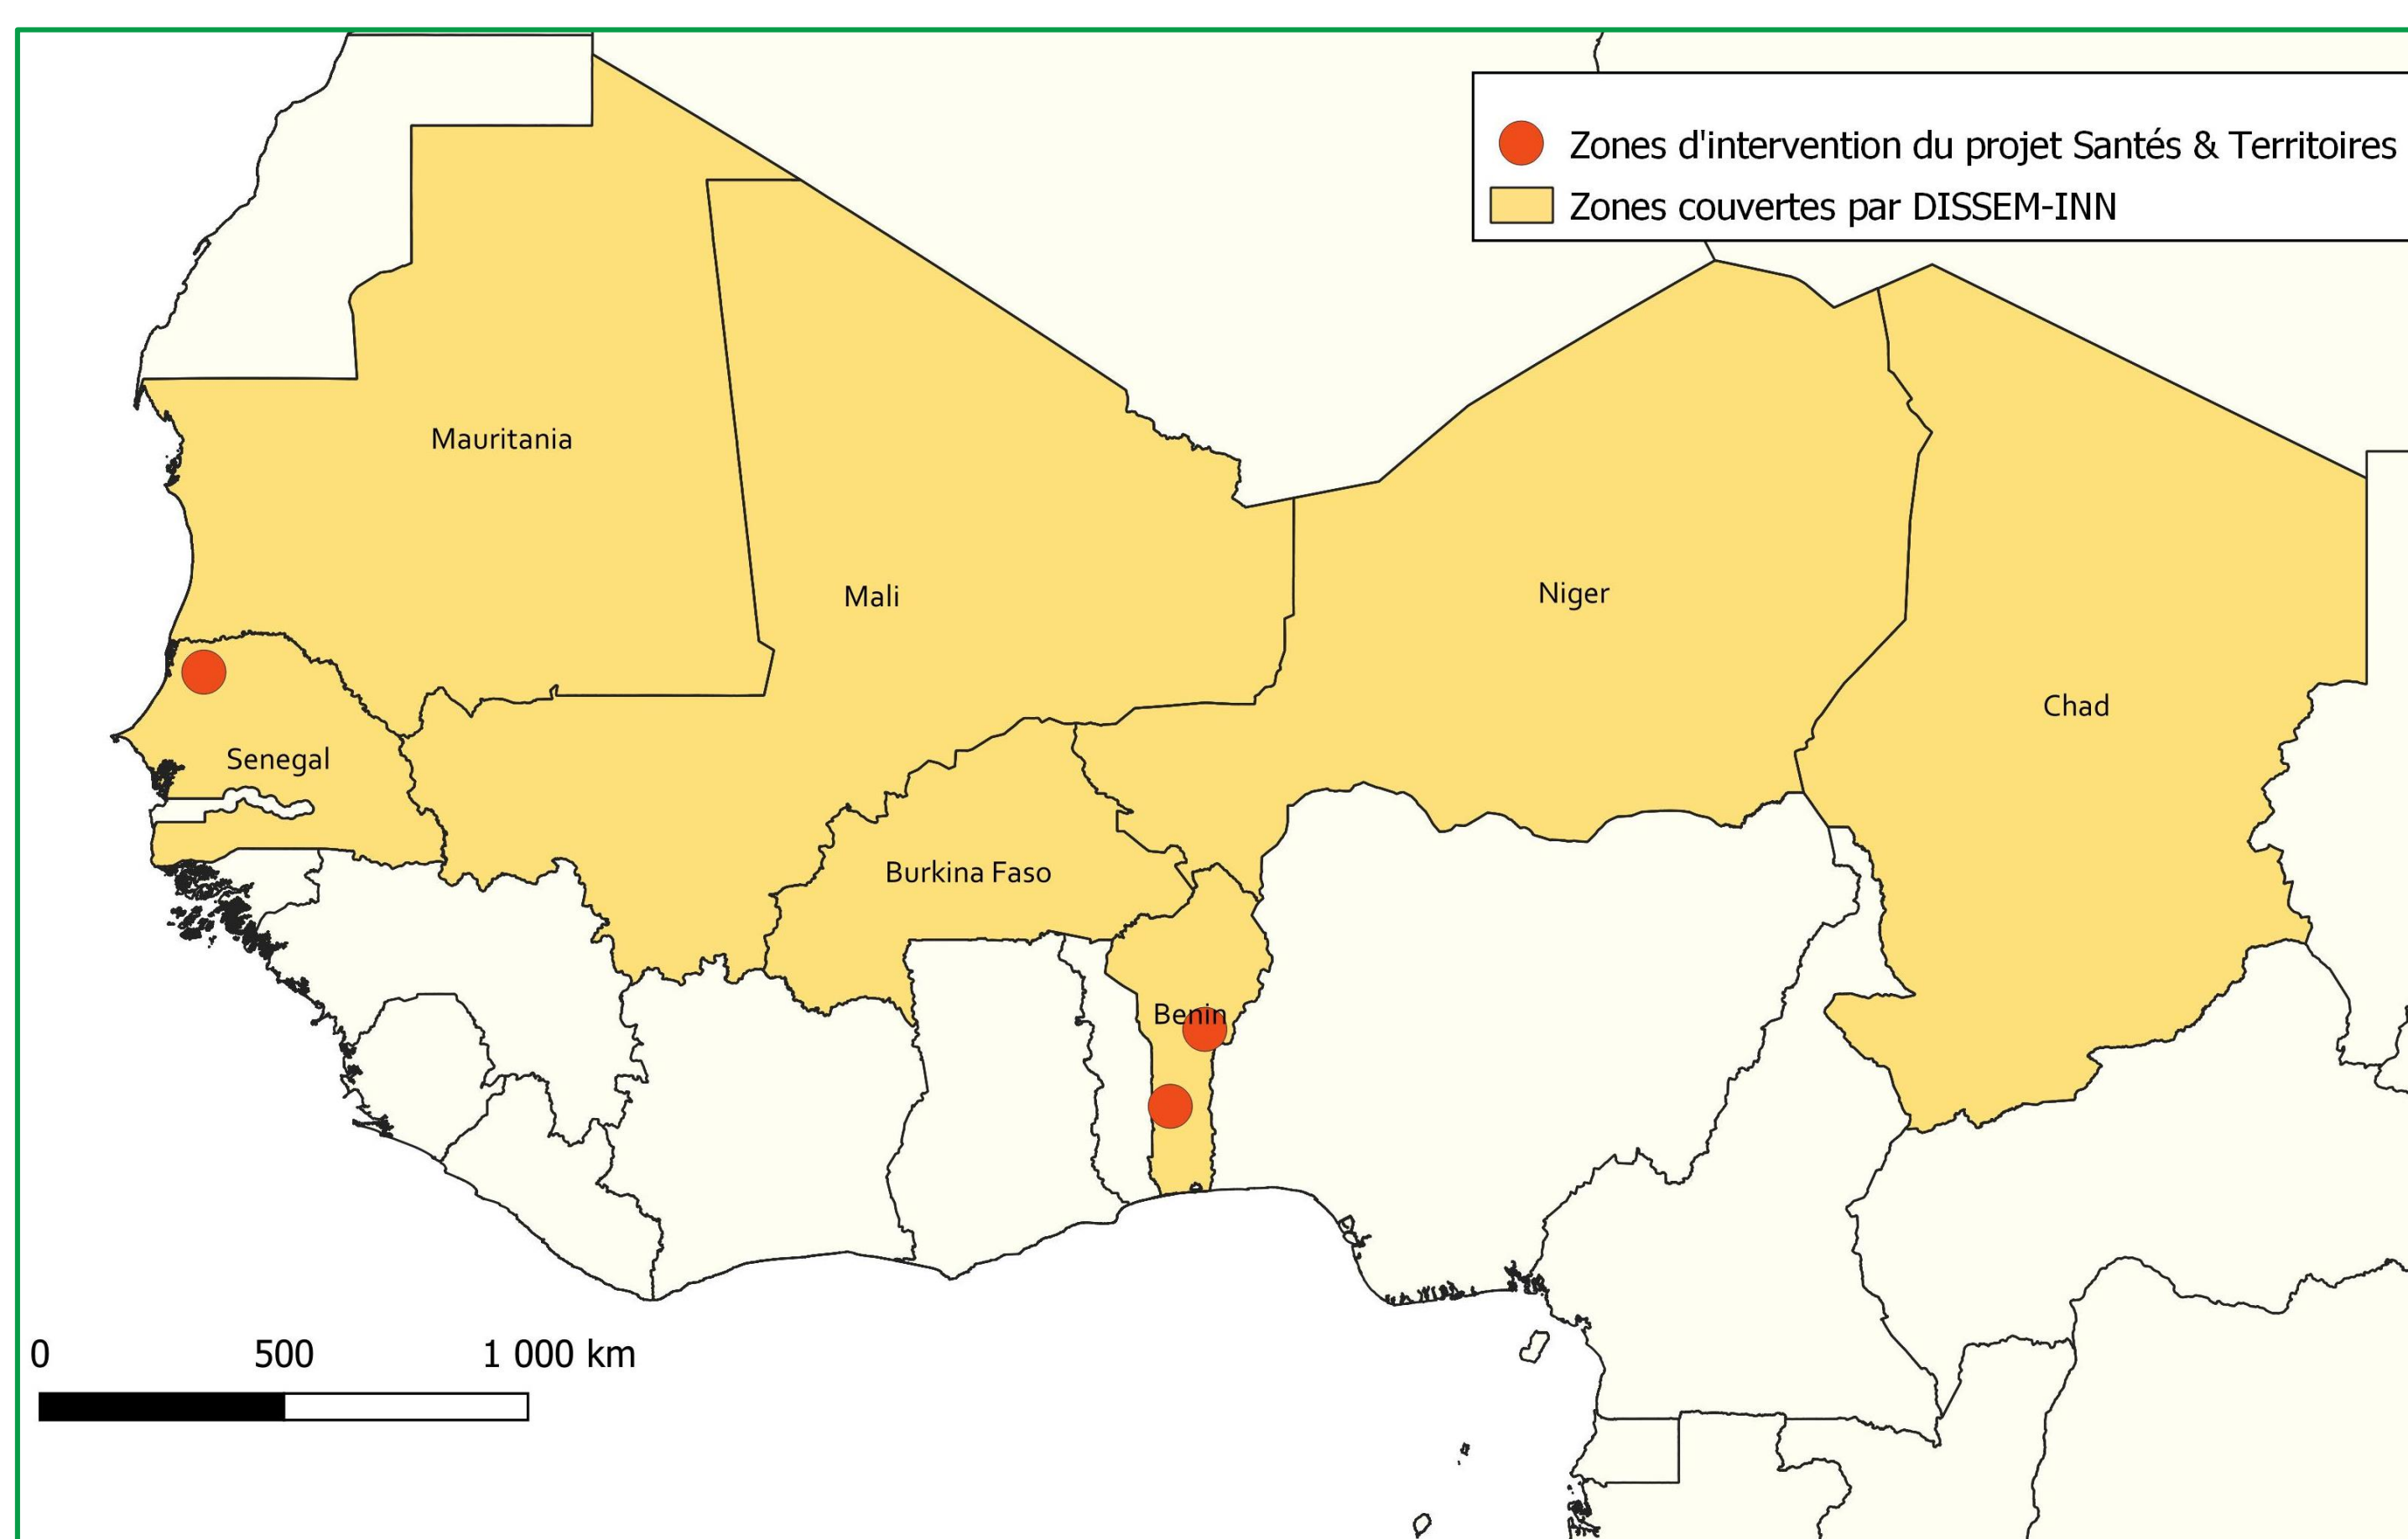 Zones d'intervention du projet Santés & Territoires
Zones couvertes par DISSEM-INN
Mauritania
Mali
Niger
Chad
Senegal
Burkina Faso
Benin
0 500 1 000 km